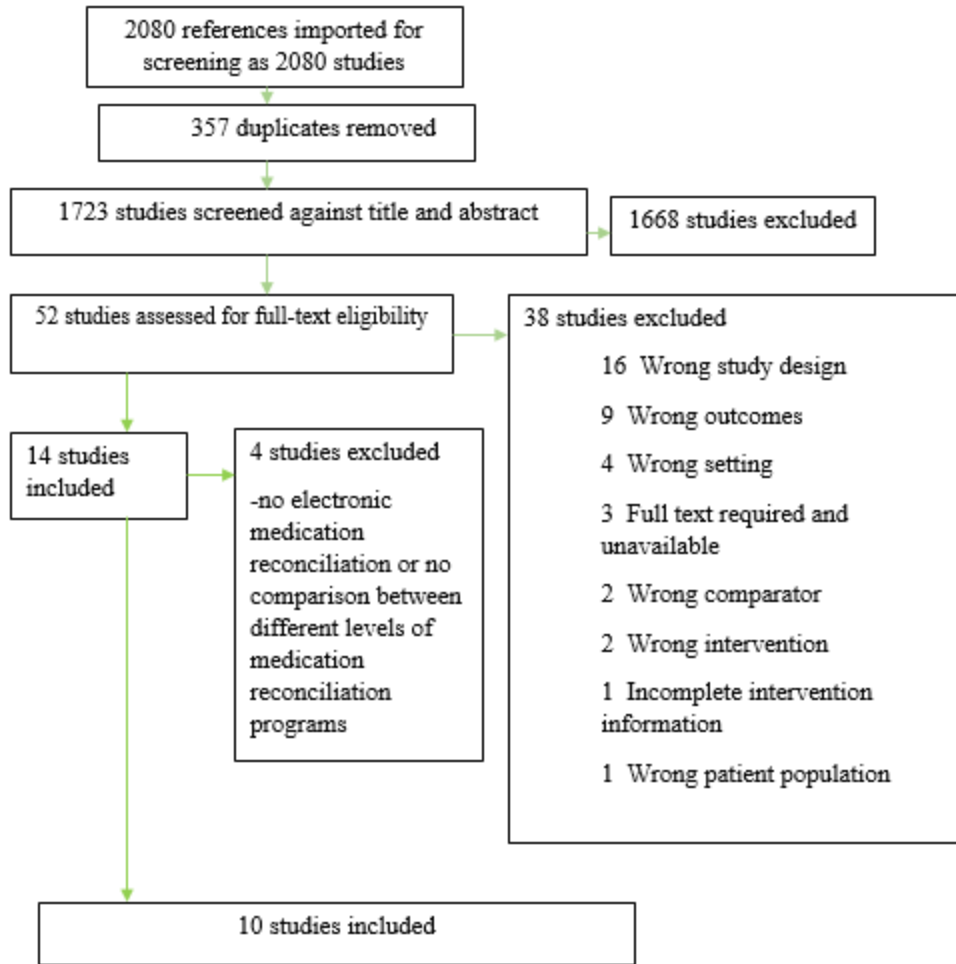 2080 references imported for
screening as 2080 studies
357 duplicates removed
1723 studies screened against title and abstract
1668 studies excluded
52 studies assessed for full-text eligibility
38 studies excluded
16 Wrong study design
9 Wrong outcomes
4 Wrong setting
3 Full text required and
unavailable
2 Wrong comparator
2 Wrong intervention
1 Incomplete intervention
information
1 Wrong patient population
14 studies
included
4 studies excluded
-no electronic
medication
reconciliation or no
comparison between
different levels of
medication
reconciliation
programs
10 studies included